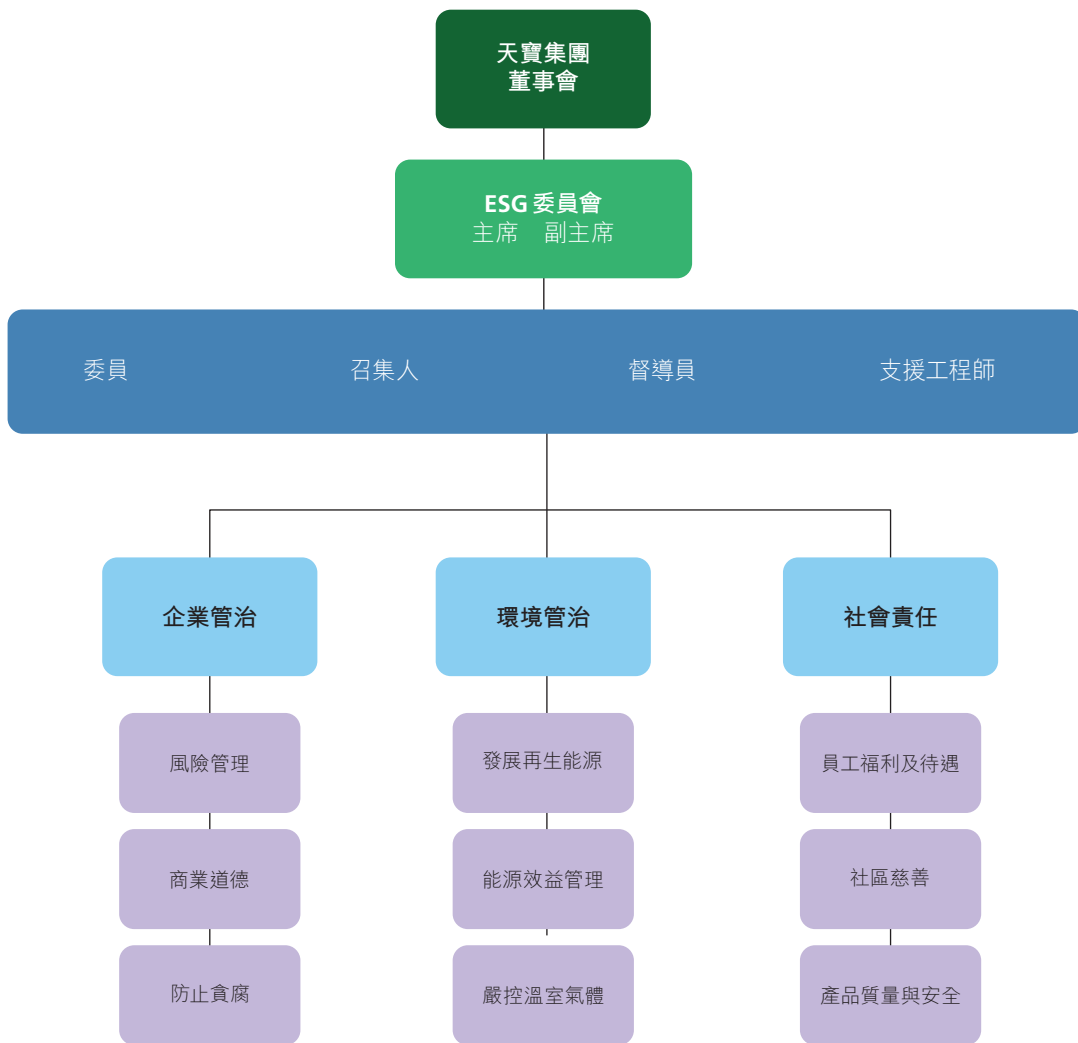 天寶集團
董事會
ESG 委員會
主席　副主席
委員
召集人
督導員
支援工程師
企業管治
環境管治
社會責任
風險管理
發展再生能源
員工福利及待遇
商業道德
能源效益管理
社區慈善
防止貪腐
嚴控溫室氣體
產品質量與安全